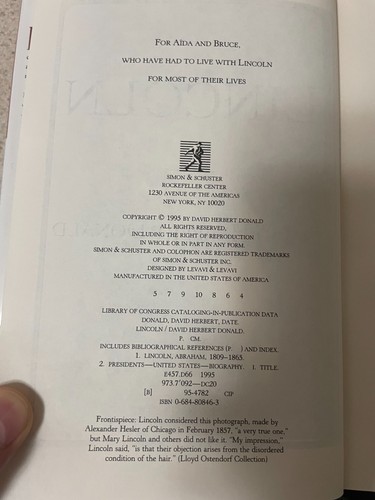 FOR AÏDA AND BRUCE,
WHO HAVE HAD TO LIVE WITH LINCOLN
FOR MOST OF THEIR LIVES
SIMON & SCHUSTER
ROCKEFELLER CENTER
1230 AVENUE OF THE AMERICAS
NEW YORK, NY 10020
COPYRIGHT © 1995 BY DAVID HERBERT DONALD
ALL RIGHTS RESERVED,
INCLUDING THE RIGHT OF REPRODUCTION
IN WHOLE OR IN PART IN ANY FORM.
SIMON & SCHUSTER AND COLOPHON ARE REGISTERED TRADEMARKS
OF SIMON & SCHUSTER INC.
DESIGNED BY LEVAVI & LEVAVI
MANUFACTURED IN THE UNITED STATES OF AMERICA
5 7 9 10 8 6 4
LIBRARY OF CONGRESS CATALOGING-IN-PUBLICATION DATA
DONALD, DAVID HERBERT, DATE.
LINCOLN / DAVID HERBERT DONALD.
P. CM.
INCLUDES BIBLIOGRAPHICAL REFERENCES (P. ) AND INDEX.
1. LINCOLN, ABRAHAM, 1809–1865.
2. PRESIDENTS—UNITED STATES—BIOGRAPHY. I. TITLE.
E457.D66 1995
973.7'092—DC20
[B] 95-4782 CIP
ISBN 0-684-80846-3
Frontispiece: Lincoln considered this photograph, made by
Alexander Hesler of Chicago in February 1857, "a very true one,"
but Mary Lincoln and others did not like it. "My impression,"
Lincoln said, "is that their objection arises from the disordered
condition of the hair." (Lloyd Ostendorf Collection)